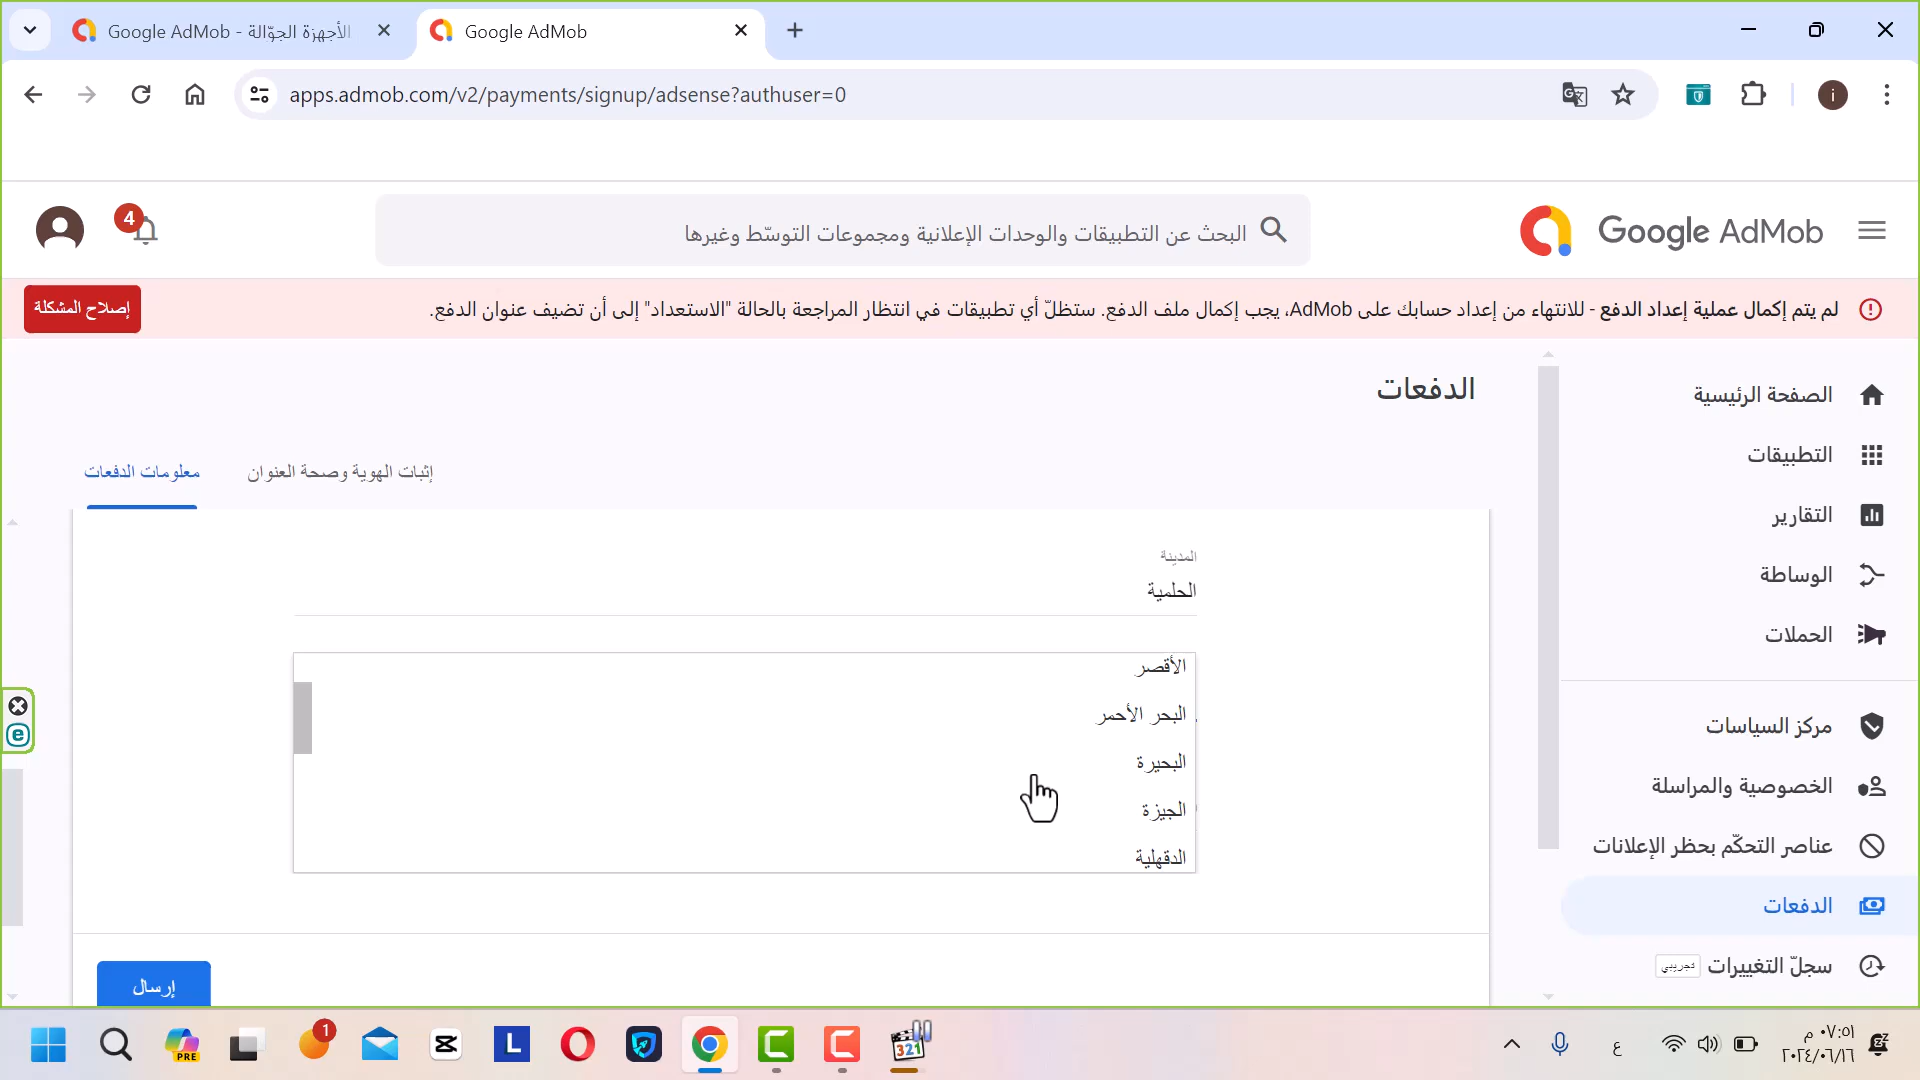 Google AdMob - الأجهزة الجوّالة
Google AdMob
apps.admob.com/v2/payments/signup/adsense?authuser=0
i
Google AdMob
البحث عن التطبيقات والوحدات الإعلانية ومجموعات التوسّط وغيرها
4
لم يتم إكمال عملية إعداد الدفع - للانتهاء من إعداد حسابك على AdMob، يجب إكمال ملف الدفع. ستظلّ أي تطبيقات في انتظار المراجعة بالحالة "الاستعداد" إلى أن تضيف عنوان الدفع.
إصلاح المشكلة
الصفحة الرئيسية
التطبيقات
التقارير
الوساطة
الحملات
مركز السياسات
الخصوصية والمراسلة
عناصر التحكّم بحظر الإعلانات
الدفعات
سجلّ التغييرات تجريبي
الدفعات
إثبات الهوية وصحة العنوان
معلومات الدفعات
المدينة
الحلمية
الأقصر
البحر الأحمر
البحيرة
الجيزة
الدقهلية
إرسال
PRE
1
L
321
ع
٠٧:٥١ م
٢٠٢٤/٠٦/١٦